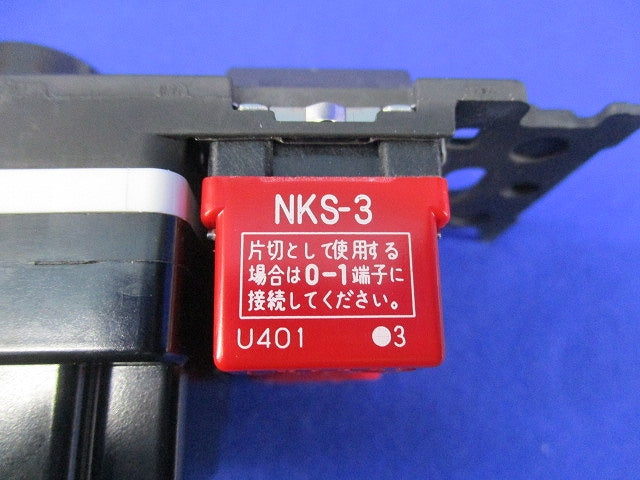 NKS-3
片切として使用する
場合は0-1端子に
接続してください。
U401 ●3